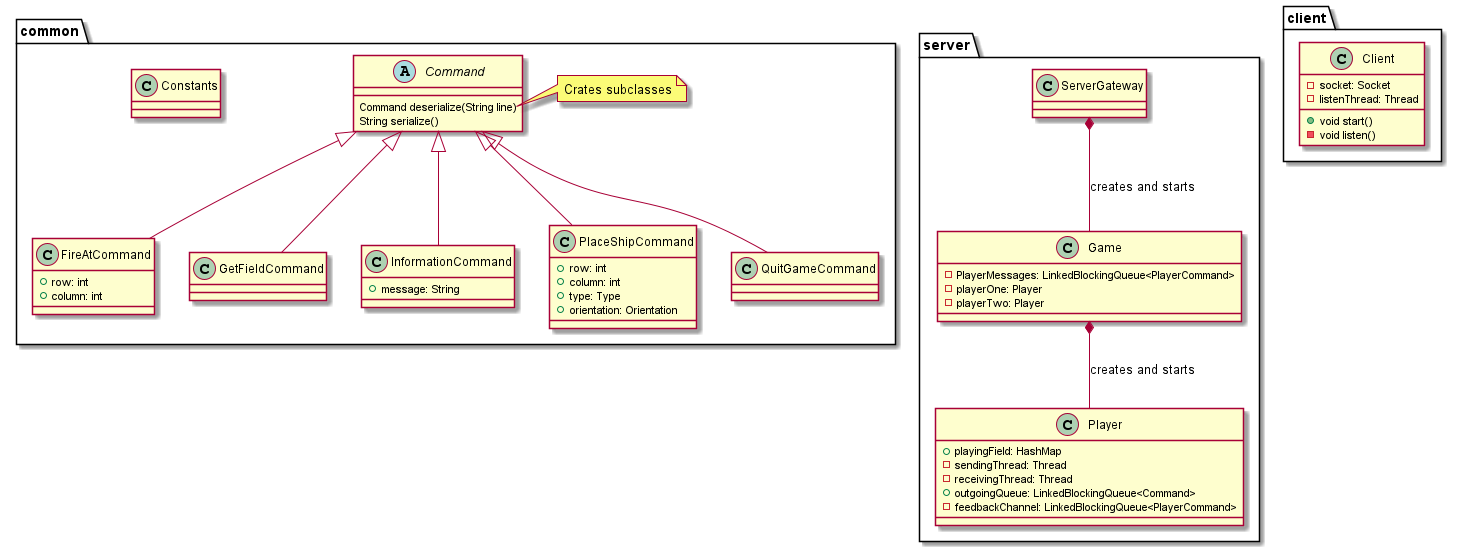 common
C Constants
A Command
Command deserialize(String line)
String serialize()
Crates subclasses
C FireAtCommand
row: int
column: int
C GetFieldCommand
C InformationCommand
message: String
C PlaceShipCommand
row: int
column: int
type: Type
orientation: Orientation
C QuitGameCommand
server
C ServerGateway
creates and starts
C Game
PlayerMessages: LinkedBlockingQueue<PlayerCommand>
playerOne: Player
playerTwo: Player
creates and starts
C Player
playingField: HashMap
sendingThread: Thread
receivingThread: Thread
outgoingQueue: LinkedBlockingQueue<Command>
feedbackChannel: LinkedBlockingQueue<PlayerCommand>
client
C Client
socket: Socket
listenThread: Thread
void start()
void listen()